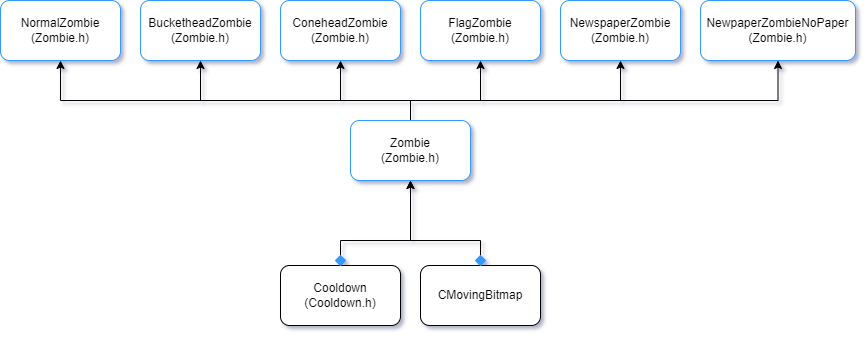 NormalZombie
(Zombie.h)
BucketheadZombie
(Zombie.h)
ConeheadZombie
(Zombie.h)
FlagZombie
(Zombie.h)
NewspaperZombie
(Zombie.h)
NewpaperZombieNoPaper
(Zombie.h)
Zombie
(Zombie.h)
Cooldown
(Cooldown.h)
CMovingBitmap